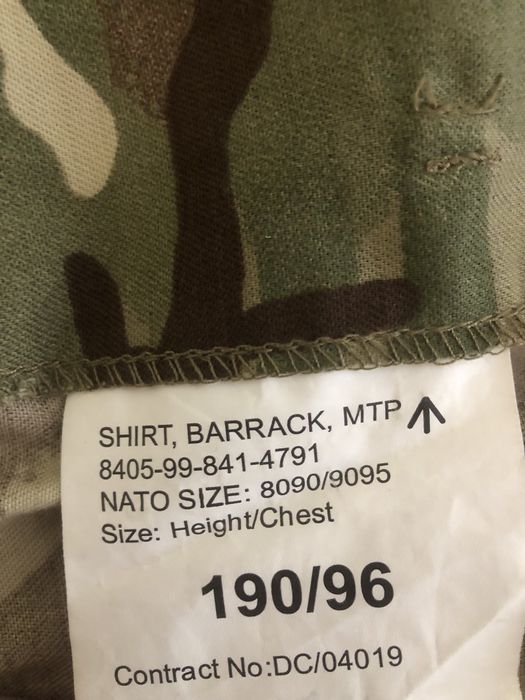 SHIRT, BARRACK, MTP
8405-99-841-4791
NATO SIZE: 8090/9095
Size: Height/Chest
190/96
Contract No:DC/04019